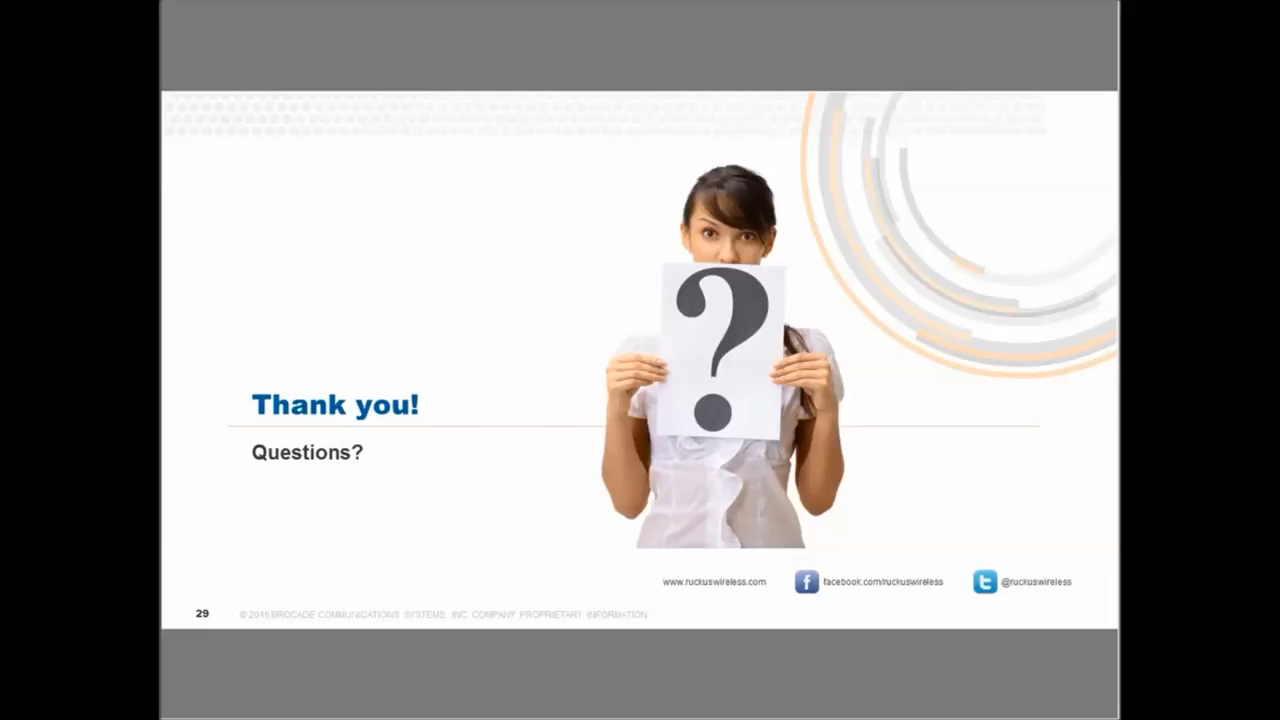 ?
Thank you!
Questions?
www.ruckuswireless.com
facebook.com/ruckuswireless
@ruckuswireless
29
© 2015 BROCADE COMMUNICATIONS SYSTEMS, INC. COMPANY PROPRIETARY INFORMATION